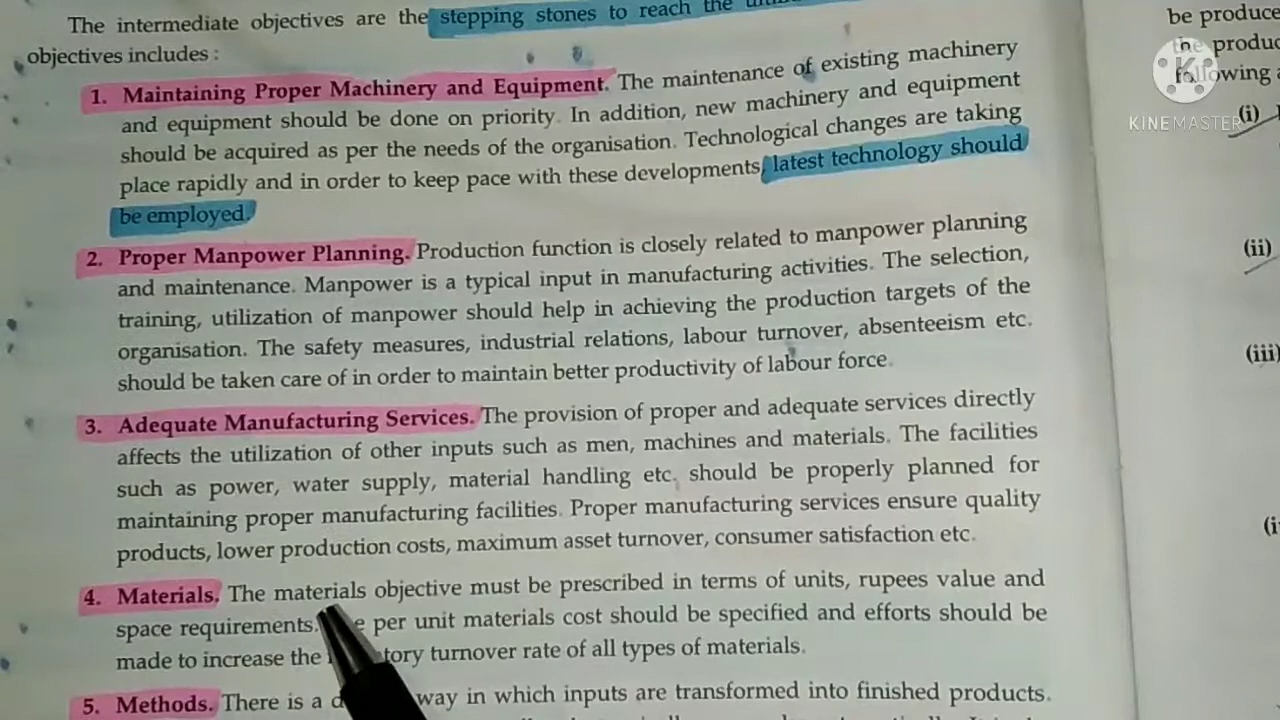 The intermediate objectives are the stepping stones to reach the
objectives includes :
1. Maintaining Proper Machinery and Equipment. The maintenance of existing machinery
and equipment should be done on priority. In addition, new machinery and equipment
should be acquired as per the needs of the organisation. Technological changes are taking
place rapidly and in order to keep pace with these developments, latest technology should
be employed.
2. Proper Manpower Planning. Production function is closely related to manpower planning
and maintenance. Manpower is a typical input in manufacturing activities. The selection,
training, utilization of manpower should help in achieving the production targets of the
organisation. The safety measures, industrial relations, labour turnover, absenteeism etc.
should be taken care of in order to maintain better productivity of labour force.
3. Adequate Manufacturing Services. The provision of proper and adequate services directly
affects the utilization of other inputs such as men, machines and materials. The facilities
such as power, water supply, material handling etc. should be properly planned for
maintaining proper manufacturing facilities. Proper manufacturing services ensure quality
products, lower production costs, maximum asset turnover, consumer satisfaction etc.
4. Materials. The materials objective must be prescribed in terms of units, rupees value and
space requirements. per unit materials cost should be specified and efforts should be
made to increase the turnover rate of all types of materials.
5. Methods. There is a way in which inputs are transformed into finished products.
be produce
the produc
following
(i)
(ii)
(iii)
K
KINEMASTER